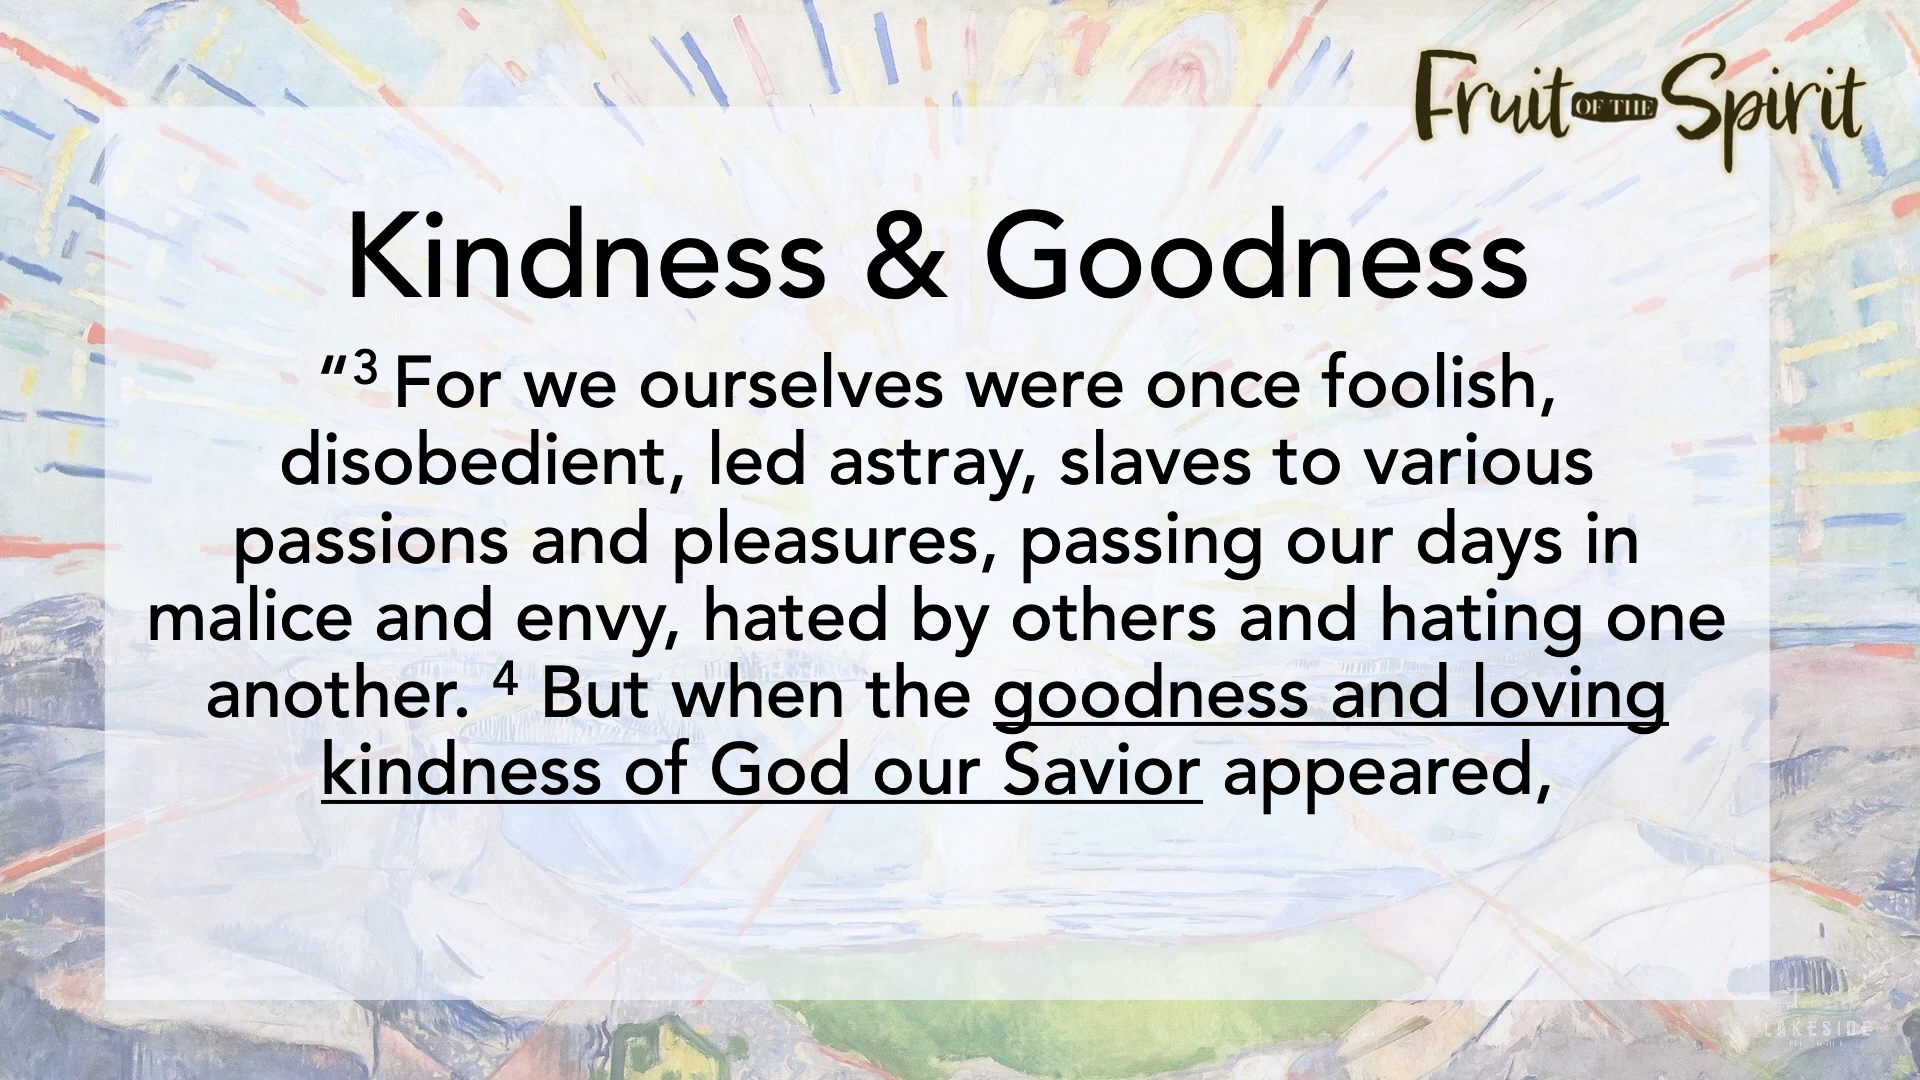 Fruit OF THE Spirit
Kindness & Goodness
“3 For we ourselves were once foolish,
disobedient, led astray, slaves to various
passions and pleasures, passing our days in
malice and envy, hated by others and hating one
another. 4 But when the goodness and loving
kindness of God our Savior appeared,
LAKESIDE